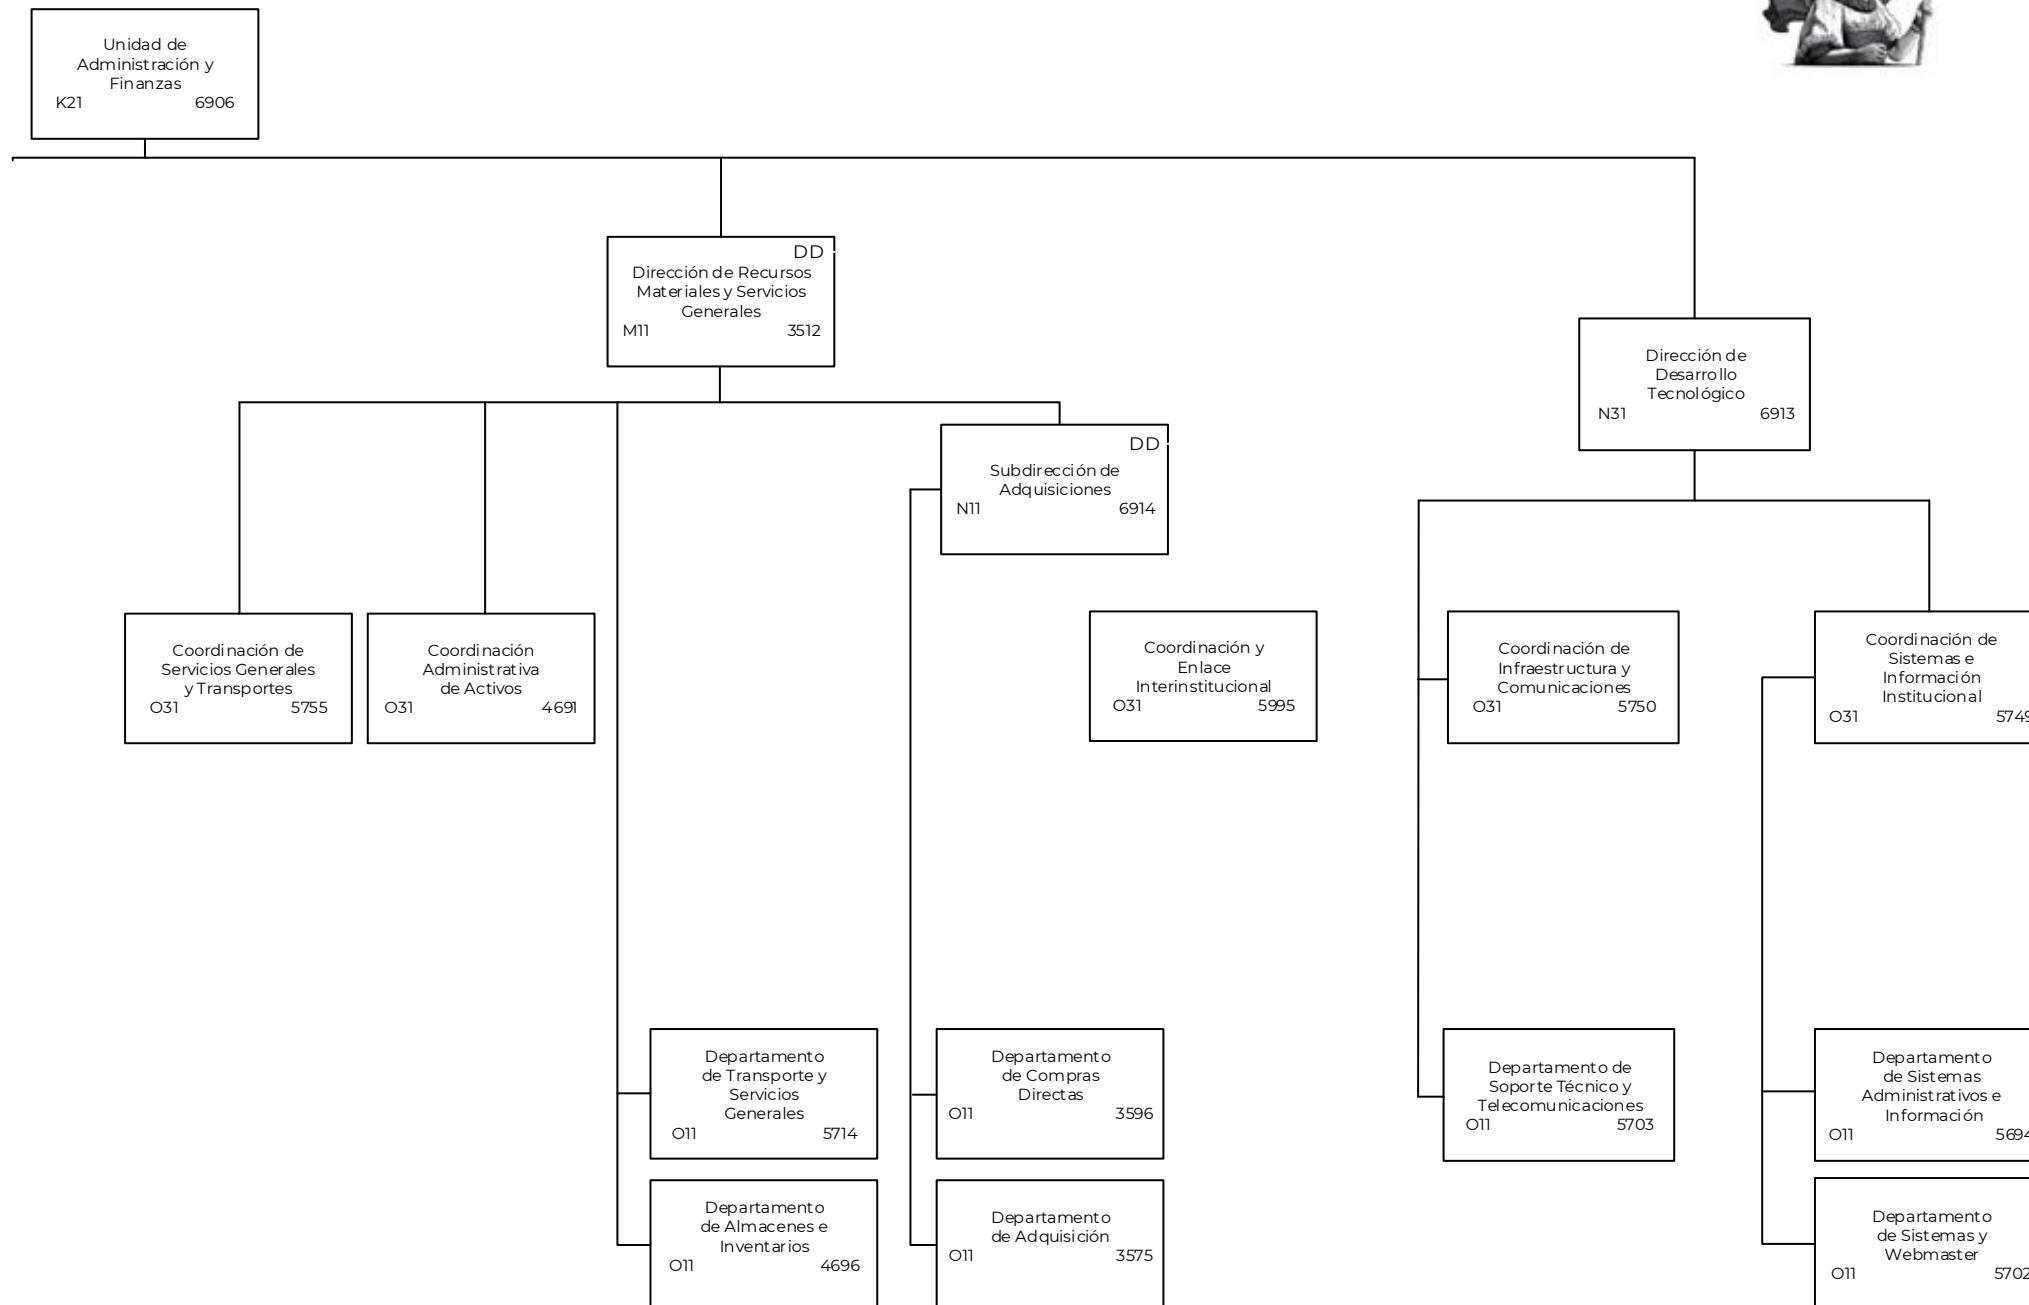 Unidad de
Administración y
Finanzas
K21 6906
DD
Dirección de Recursos
Materiales y Servicios
Generales
M11 3512
Dirección de
Desarrollo
Tecnológico
N31 6913
DD
Subdirección de
Adquisiciones
N11 6914
Coordinación de
Servicios Generales
y Transportes
O31 5755
Coordinación
Administrativa
de Activos
O31 4691
Coordinación y
Enlace
Interinstitucional
O31 5995
Coordinación de
Infraestructura y
Comunicaciones
O31 5750
Coordinación de
Sistemas e
Información
Institucional
O31 5749
Departamento
de Transporte y
Servicios
Generales
O11 5714
Departamento
de Compras
Directas
O11 3596
Departamento de
Soporte Técnico y
Telecomunicaciones
O11 5703
Departamento
de Sistemas
Administrativos e
Información
O11 5694
Departamento
de Almacenes e
Inventarios
O11 4696
Departamento
de Adquisición
O11 3575
Departamento
de Sistemas y
Webmaster
O11 5702